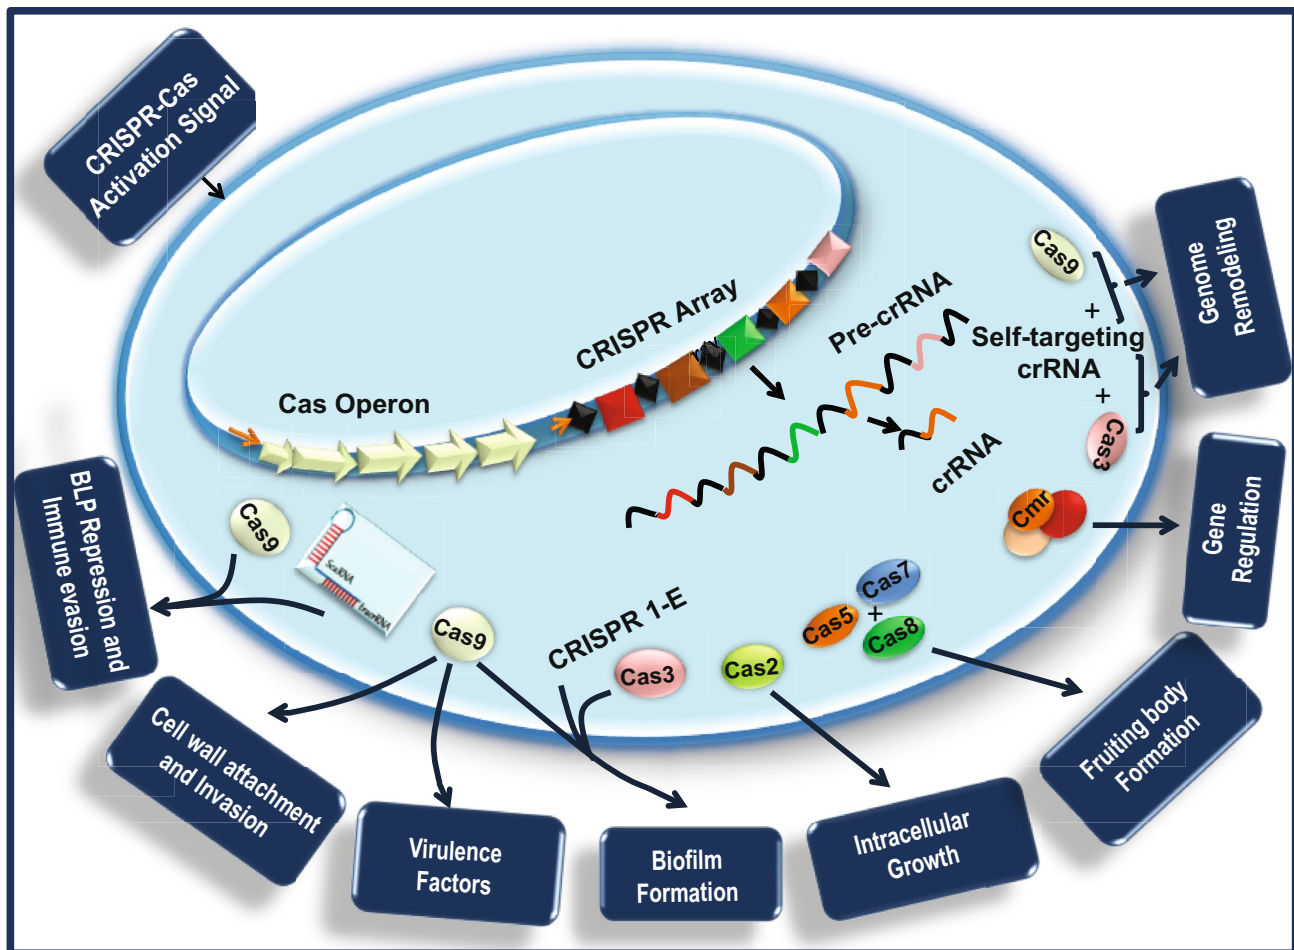 CRISPR-Cas
Activation Signal
Cas9
Genome
Remodeling
CRISPR Array
Pre-crRNA
+
Self-targeting
crRNA
+
Cas3
Cas Operon
crRNA
BLP Repression and
Immune evasion
Cas9
ScaRNA
tracrRNA
Cmr
Gene
Regulation
Cas7
Cas5
+
Cas8
Cas9
CRISPR 1-E
Cas3
Cas2
Cell wall attachment
and Invasion
Virulence
Factors
Biofilm
Formation
Intracellular
Growth
Fruiting body
Formation